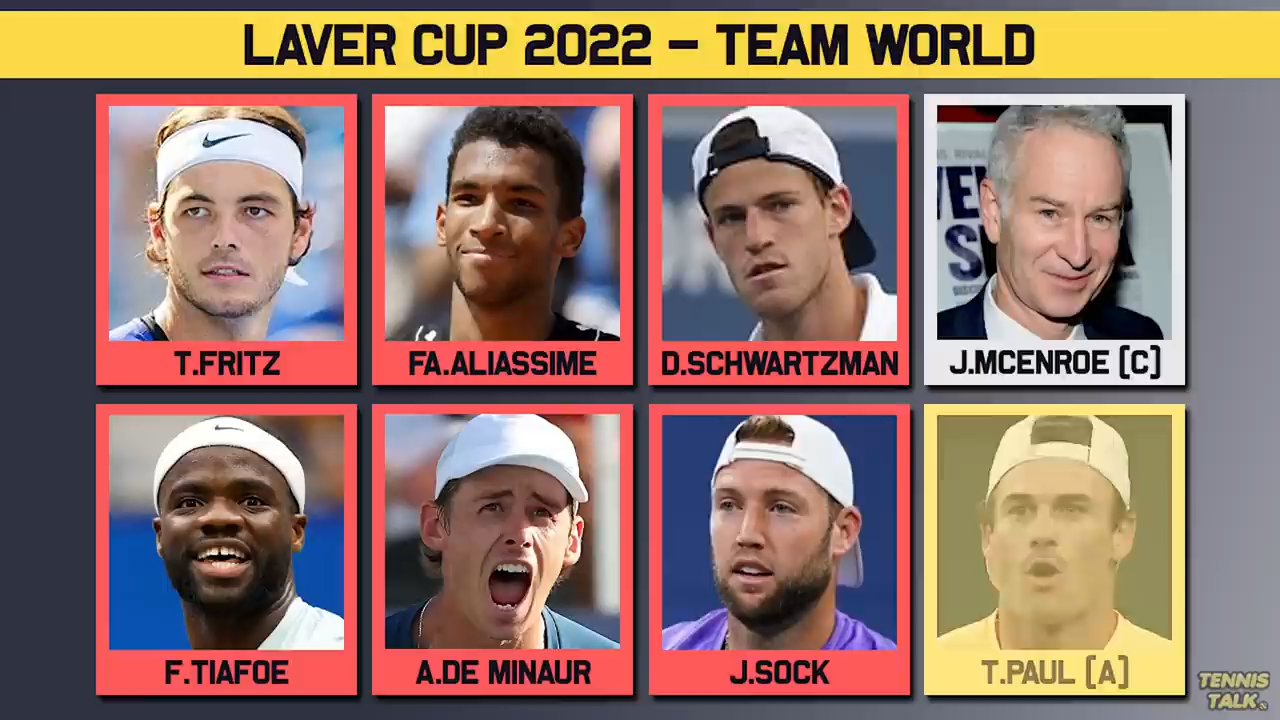 LAVER CUP 2022 – TEAM WORLD
T.FRITZ
FA.ALIASSIME
D.SCHWARTZMAN
J.MCENROE [C]
F.TIAFOE
A.DE MINAUR
J.SOCK
T.PAUL [A]
TENNIS
TALK